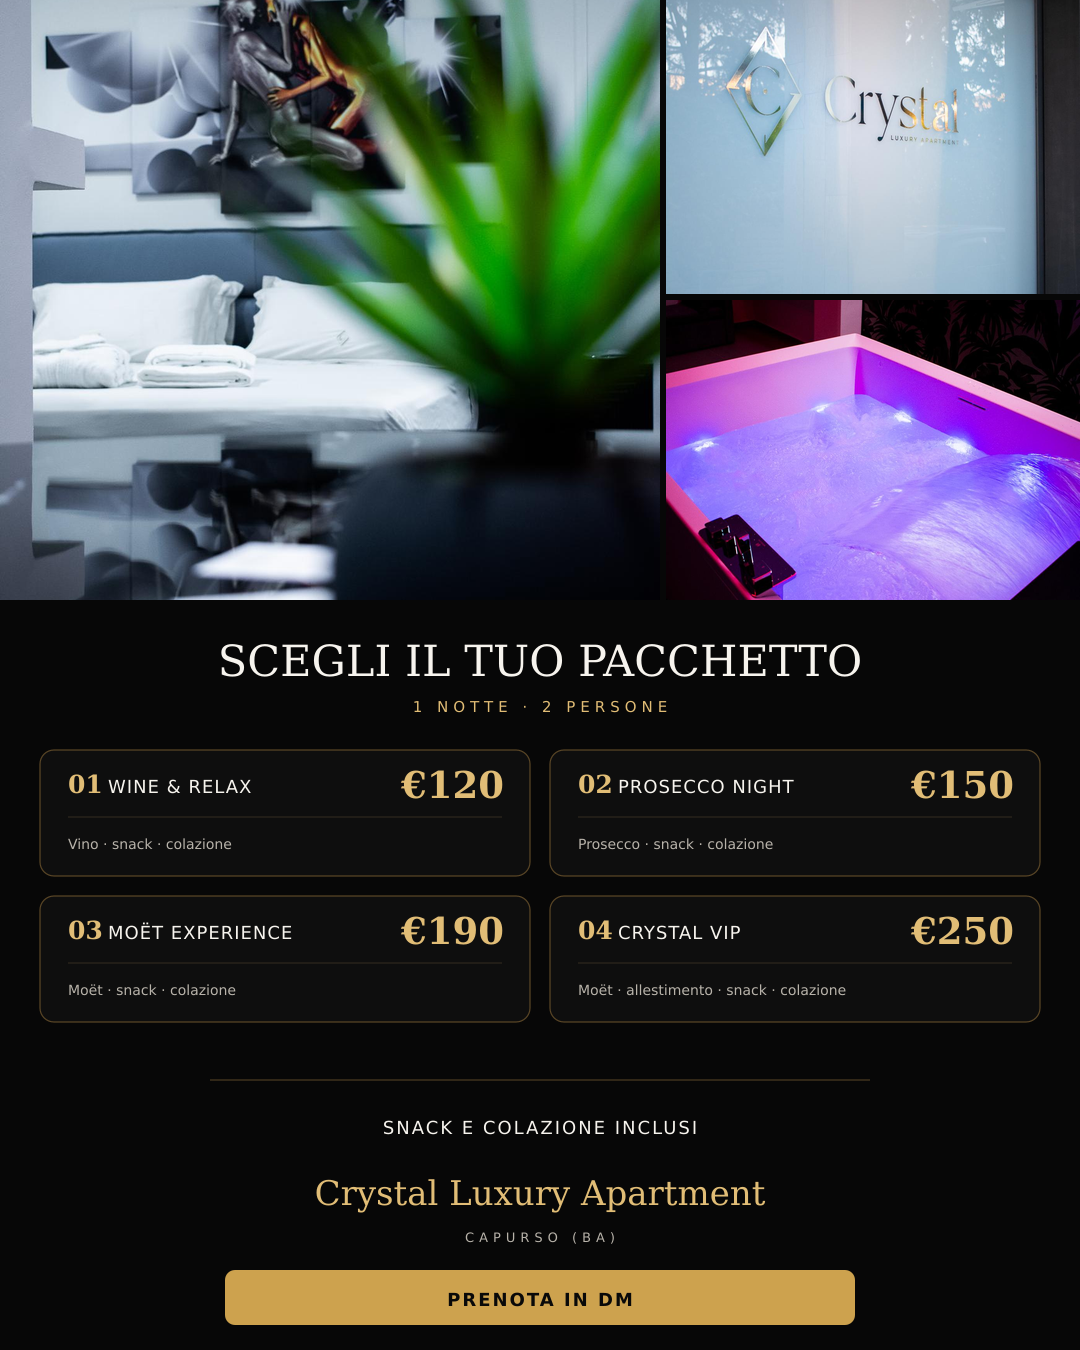 C
Crystal
LUXURY APARTMENT
SCEGLI IL TUO PACCHETTO
1 NOTTE · 2 PERSONE
01 WINE & RELAX €120
Vino · snack · colazione
02 PROSECCO NIGHT €150
Prosecco · snack · colazione
03 MOËT EXPERIENCE €190
Moët · snack · colazione
04 CRYSTAL VIP €250
Moët · allestimento · snack · colazione
SNACK E COLAZIONE INCLUSI
Crystal Luxury Apartment
CAPURSO (BA)
PRENOTA IN DM